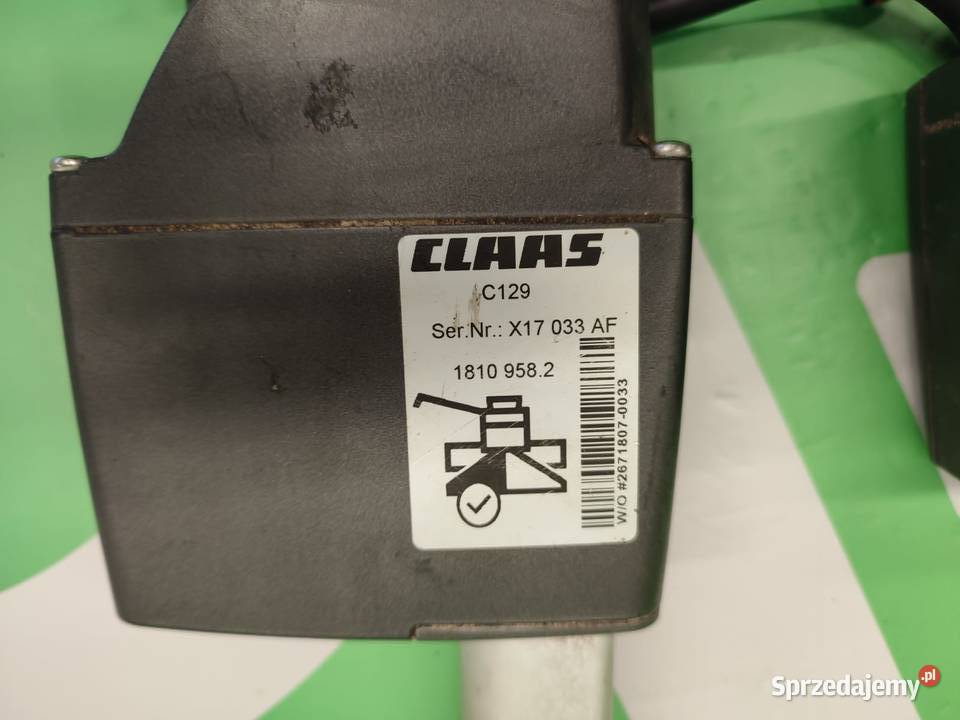 CLAAS
C129
Ser.Nr.: X17 033 AF
1810 958.2
W/O #2671807-0033
Sprzedajemy.pl